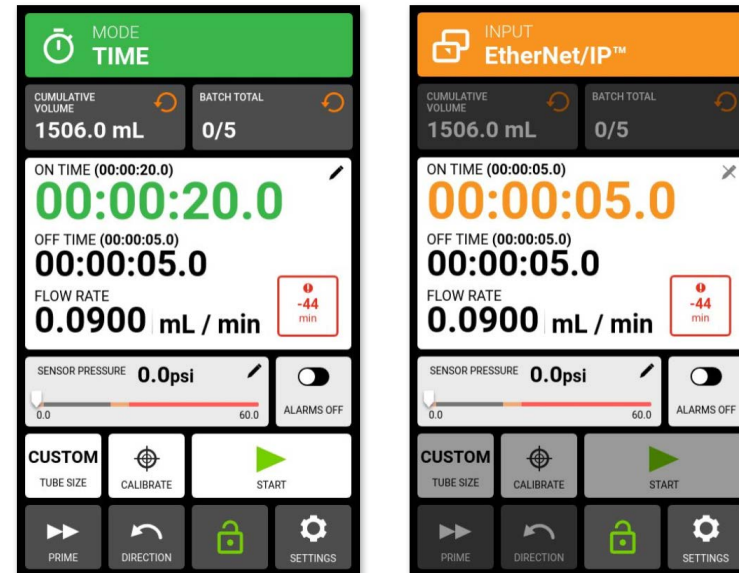 MODE
TIME
CUMULATIVE
VOLUME
1506.0 mL
BATCH TOTAL
0/5
ON TIME (00:00:20.0)
00:00:20.0
OFF TIME (00:00:05.0)
00:00:05.0
FLOW RATE
0.0900 mL / min
-44
min
SENSOR PRESSURE 0.0psi
0.0 60.0
ALARMS OFF
CUSTOM
TUBE SIZE
CALIBRATE
START
PRIME
DIRECTION
SETTINGS
INPUT
EtherNet/IP™
CUMULATIVE
VOLUME
1506.0 mL
BATCH TOTAL
0/5
ON TIME (00:00:05.0)
00:00:05.0
OFF TIME (00:00:05.0)
00:00:05.0
FLOW RATE
0.0900 mL / min
-44
min
SENSOR PRESSURE 0.0psi
0.0 60.0
ALARMS OFF
CUSTOM
TUBE SIZE
CALIBRATE
START
PRIME
DIRECTION
SETTINGS